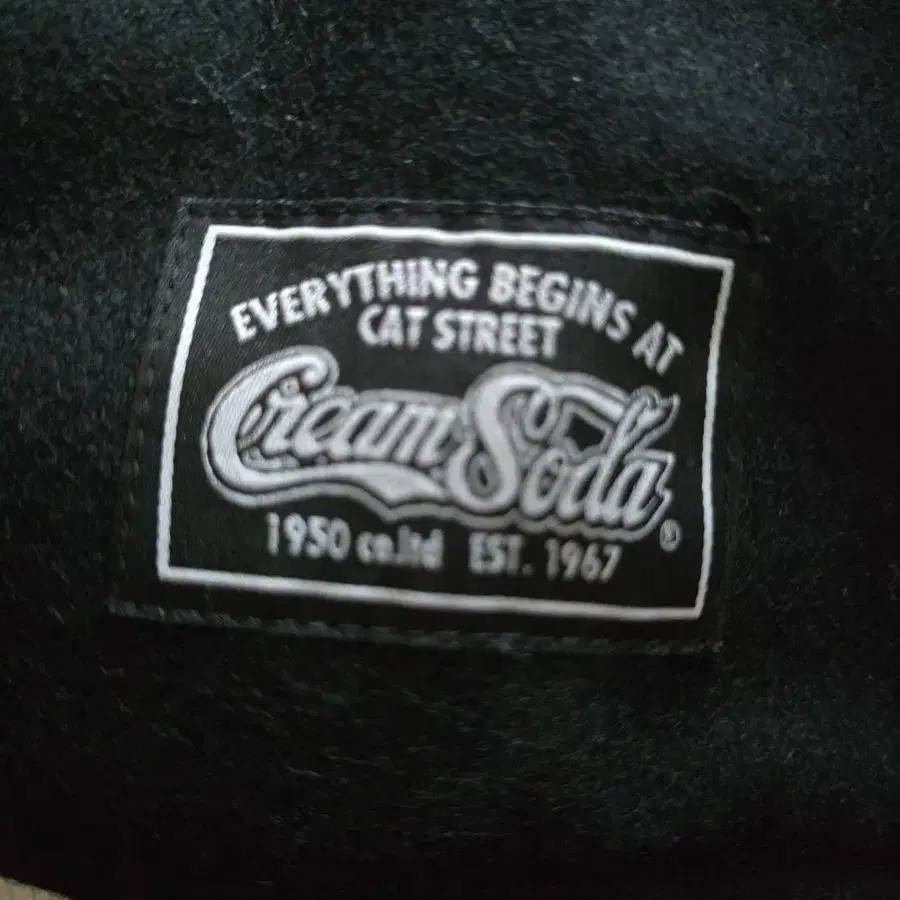 EVERYTHING BEGINS AT
CAT STREET
Cream Soda®
1950 co.ltd EST. 1967